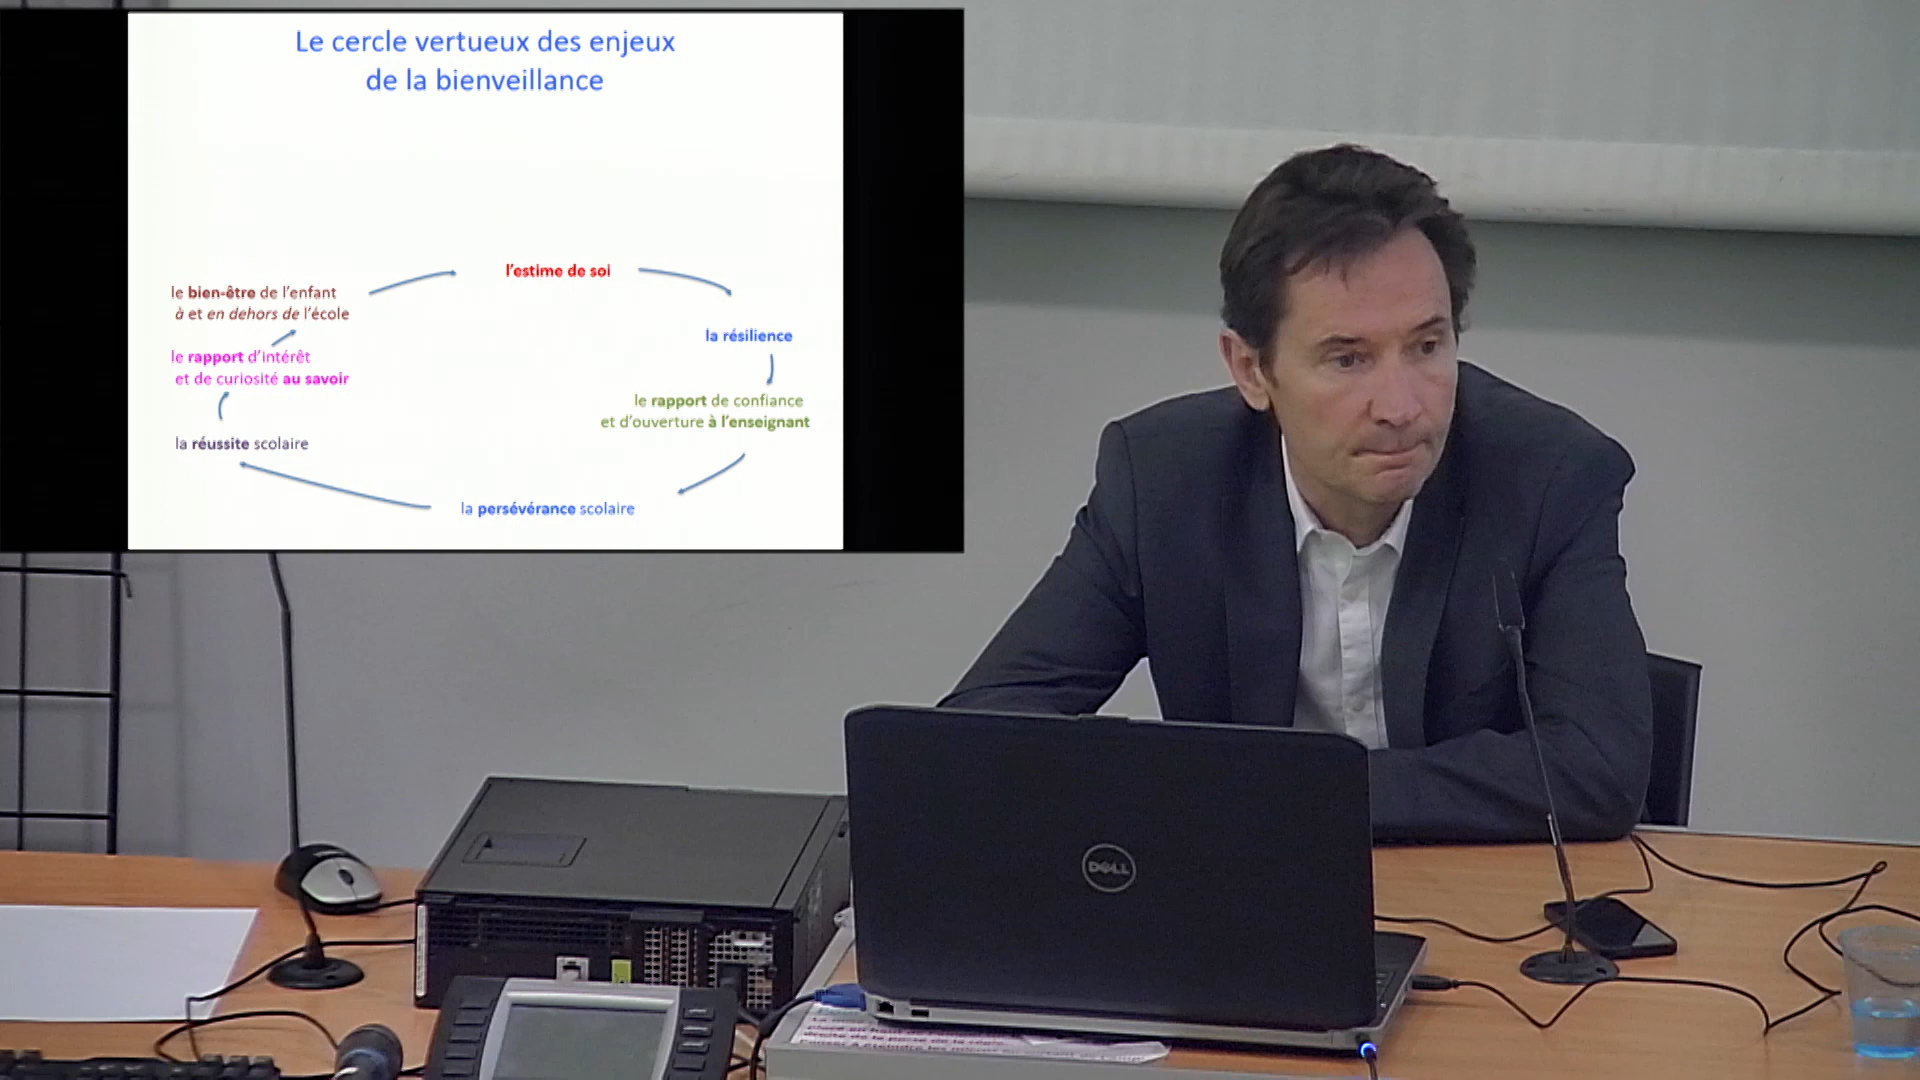 Le cercle vertueux des enjeux
de la bienveillance
l'estime de soi
la résilience
le rapport de confiance
et d'ouverture à l'enseignant
la persévérance scolaire
la réussite scolaire
le rapport d'intérêt
et de curiosité au savoir
le bien-être de l'enfant
à et en dehors de l'école
DELL